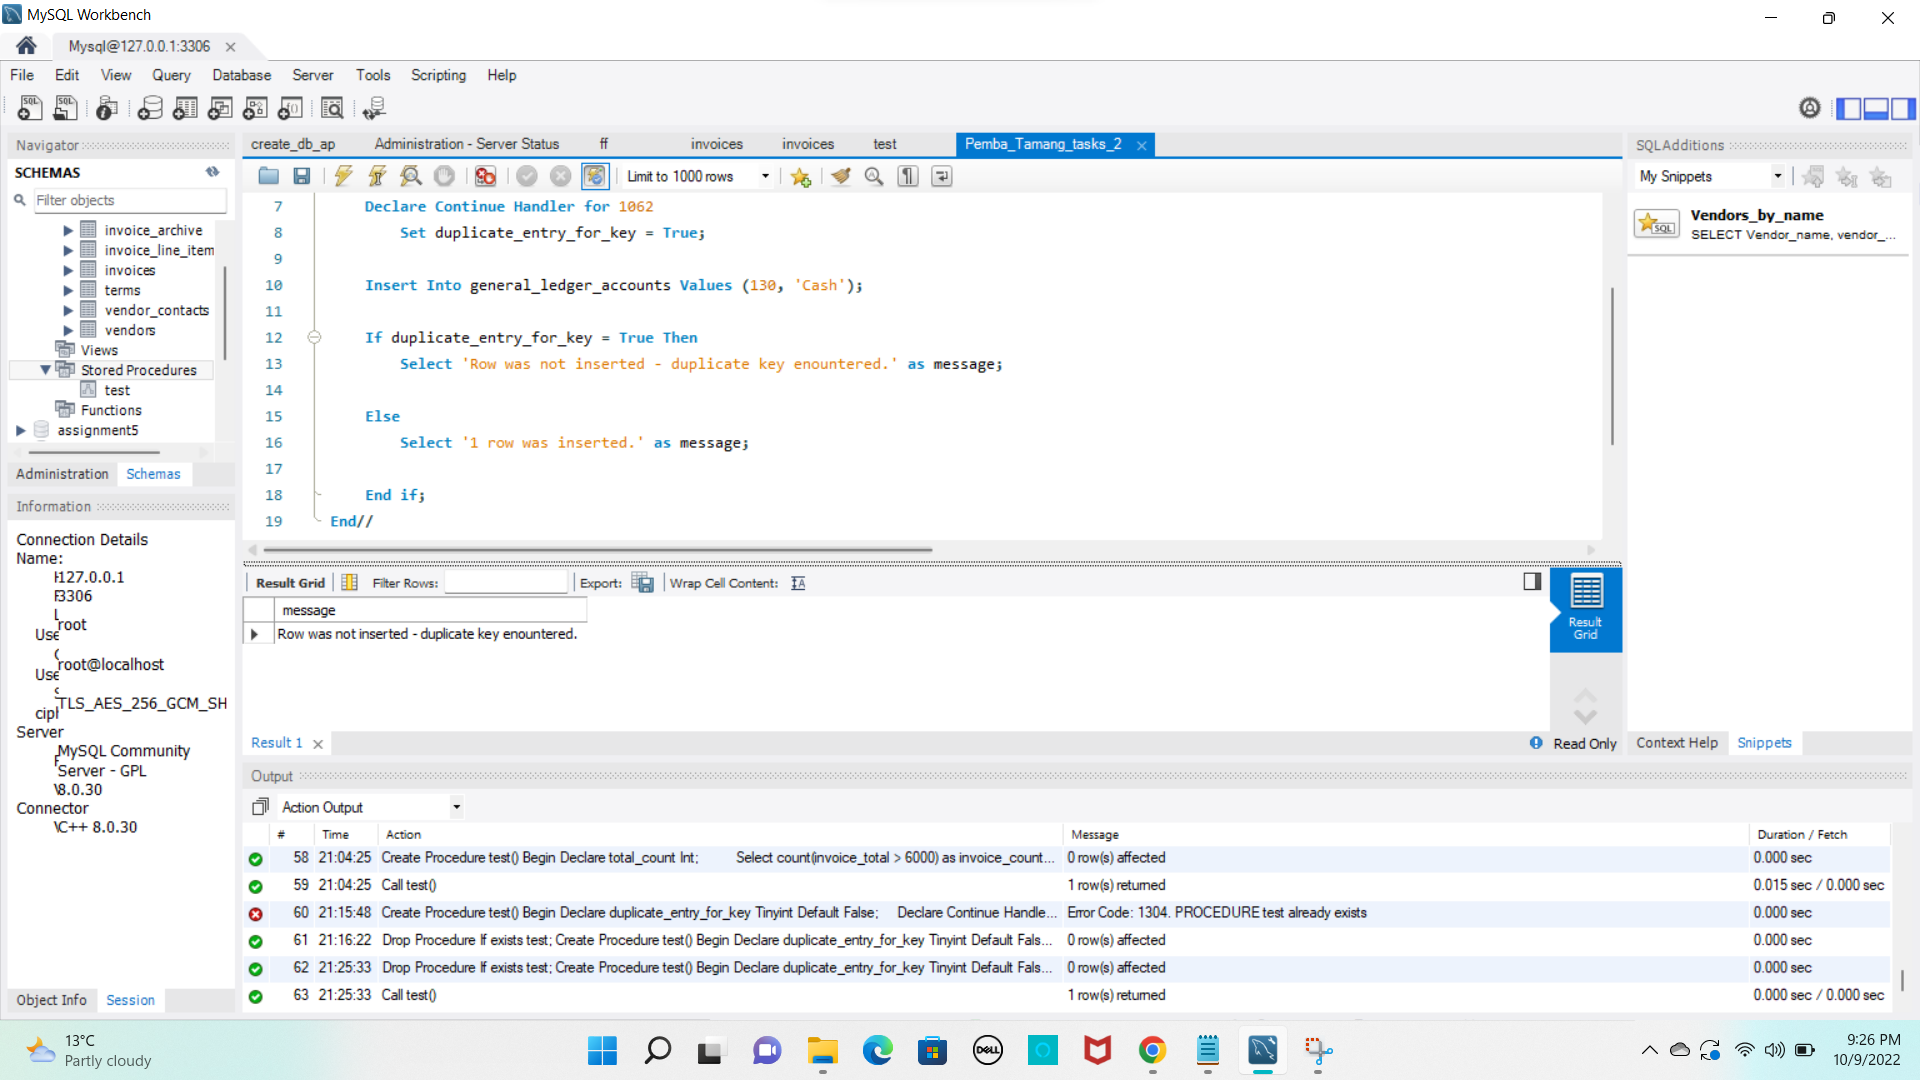 MySQL Workbench
Mysql@127.0.0.1:3306
File Edit View Query Database Server Tools Scripting Help
Navigator
SCHEMAS
Filter objects
invoice_archive
invoice_line_item
invoices
terms
vendor_contacts
vendors
Views
Stored Procedures
test
Functions
assignment5
Administration Schemas
Information
Connection Details
Name:
127.0.0.1
3306
root
Use
root@localhost
Use
TLS_AES_256_GCM_SH
ciph
Server
MySQL Community
Server - GPL
8.0.30
Connector
C++ 8.0.30
Object Info Session
create_db_ap Administration - Server Status ff invoices invoices test Pemba_Tamang_tasks_2
Limit to 1000 rows
7 Declare Continue Handler for 1062
8 Set duplicate_entry_for_key = True;
9
10 Insert Into general_ledger_accounts Values (130, 'Cash');
11
12 If duplicate_entry_for_key = True Then
13 Select 'Row was not inserted - duplicate key enountered.' as message;
14
15 Else
16 Select '1 row was inserted.' as message;
17
18 End if;
19 End//
Result Grid Filter Rows: Export: Wrap Cell Content:
message
Row was not inserted - duplicate key enountered.
Result
Grid
Result 1
Read Only
SQLAdditions
My Snippets
SQL
Vendors_by_name
SELECT Vendor_name, vendor_...
Context Help Snippets
Output
Action Output
# Time Action Message Duration / Fetch
58 21:04:25 Create Procedure test() Begin Declare total_count Int; Select count(invoice_total > 6000) as invoice_count... 0 row(s) affected 0.000 sec
59 21:04:25 Call test() 1 row(s) returned 0.015 sec / 0.000 sec
60 21:15:48 Create Procedure test() Begin Declare duplicate_entry_for_key Tinyint Default False; Declare Continue Handle... Error Code: 1304. PROCEDURE test already exists 0.000 sec
61 21:16:22 Drop Procedure If exists test; Create Procedure test() Begin Declare duplicate_entry_for_key Tinyint Default Fals... 0 row(s) affected 0.000 sec
62 21:25:33 Drop Procedure If exists test; Create Procedure test() Begin Declare duplicate_entry_for_key Tinyint Default Fals... 0 row(s) affected 0.000 sec
63 21:25:33 Call test() 1 row(s) returned 0.000 sec / 0.000 sec
13°C
Partly cloudy
DELL
9:26 PM
10/9/2022